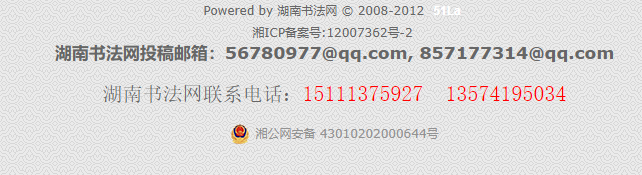 Powered by 湖南书法网 © 2008-2012 51La
湘ICP备案号:12007362号-2
湖南书法网投稿邮箱：56780977@qq.com, 857177314@qq.com
湖南书法网联系电话：15111375927 13574195034
湘公网安备 43010202000644号